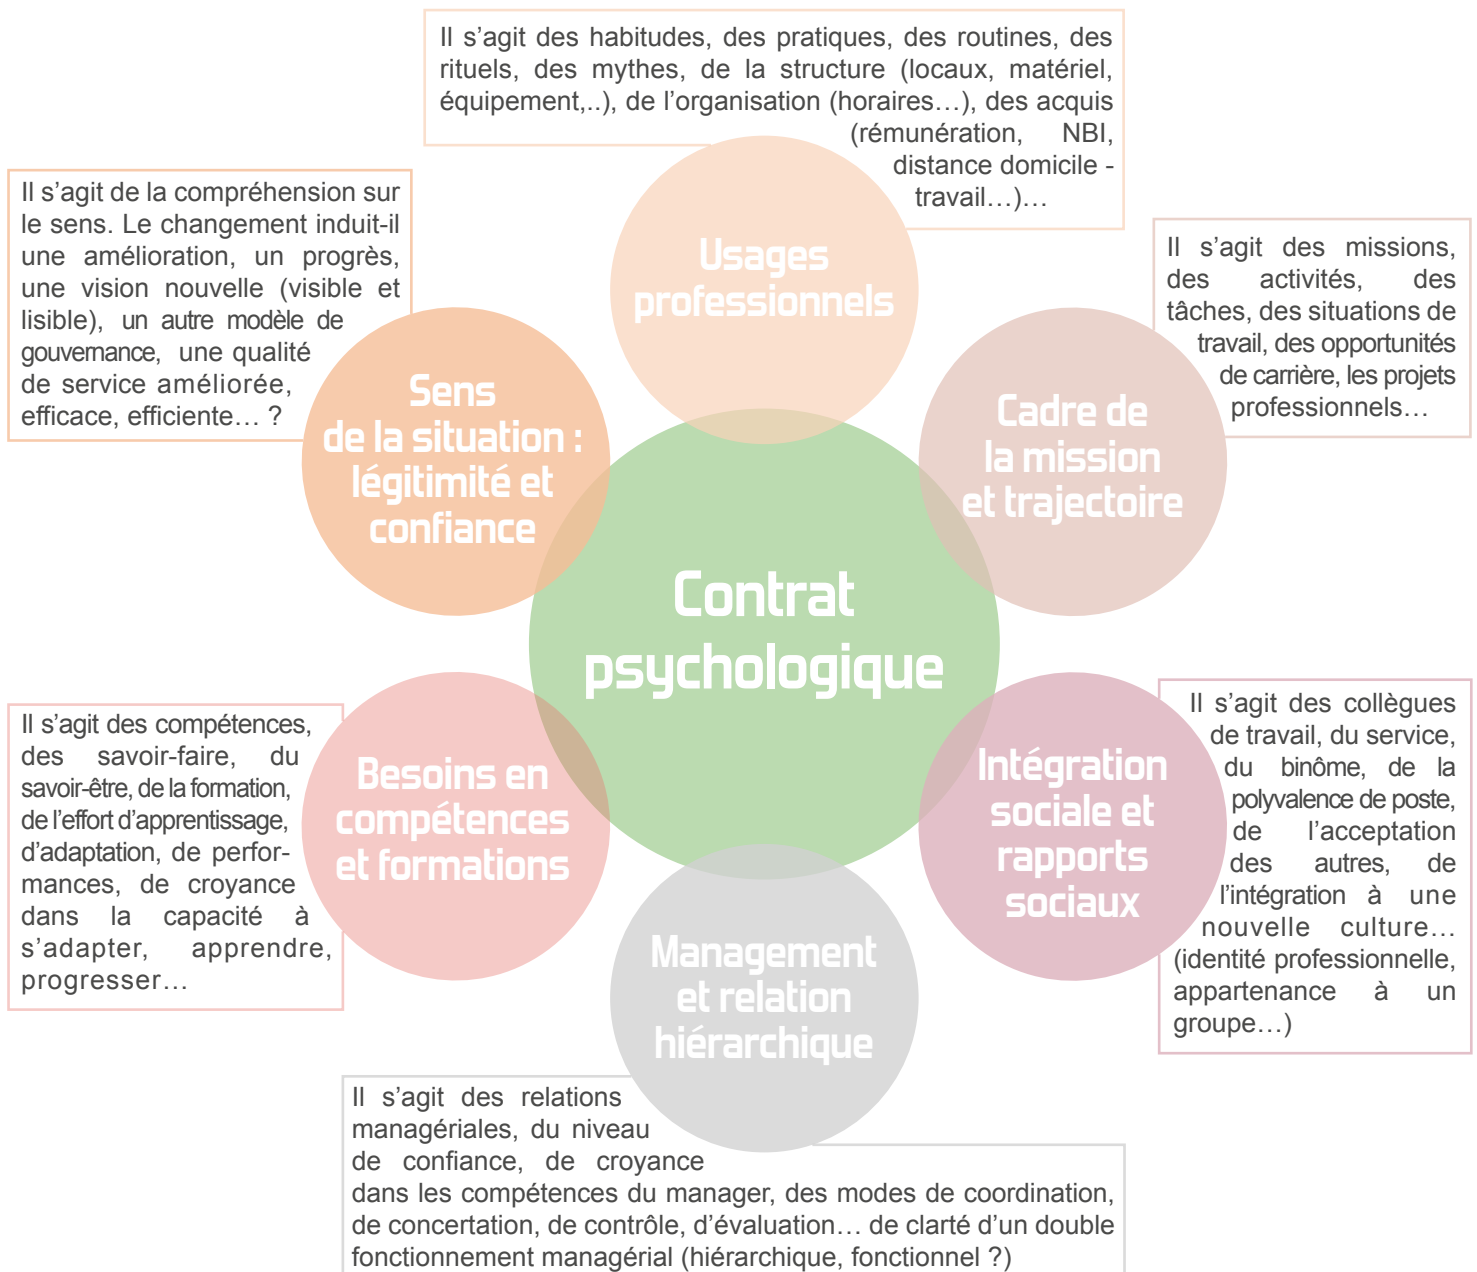 Il s’agit des habitudes, des pratiques, des routines, des
rituels, des mythes, de la structure (locaux, matériel,
équipement,..), de l’organisation (horaires…), des acquis
(rémunération, NBI,
distance domicile -
travail…)…
Usages
professionnels
Il s’agit de la compréhension sur
le sens. Le changement induit-il
une amélioration, un progrès,
une vision nouvelle (visible et
lisible), un autre modèle de
gouvernance, une qualité
de service améliorée,
efficace, efficiente… ?
Sens
de la situation :
légitimité et
confiance
Il s’agit des missions,
des activités, des
tâches, des situations de
travail, des opportunités
de carrière, les projets
professionnels…
Cadre de
la mission
et trajectoire
Contrat
psychologique
Il s’agit des compétences,
des savoir-faire, du
savoir-être, de la formation,
de l’effort d’apprentissage,
d’adaptation, de perfor-
mances, de croyance
dans la capacité à
s’adapter, apprendre,
progresser…
Besoins en
compétences
et formations
Intégration
sociale et
rapports
sociaux
Il s’agit des collègues
de travail, du service,
du binôme, de la
polyvalence de poste,
de l’acceptation
des autres, de
l’intégration à une
nouvelle culture…
(identité professionnelle,
appartenance à un
groupe…)
Management
et relation
hiérarchique
Il s’agit des relations
managériales, du niveau
de confiance, de croyance
dans les compétences du manager, des modes de coordination,
de concertation, de contrôle, d’évaluation… de clarté d’un double
fonctionnement managérial (hiérarchique, fonctionnel ?)